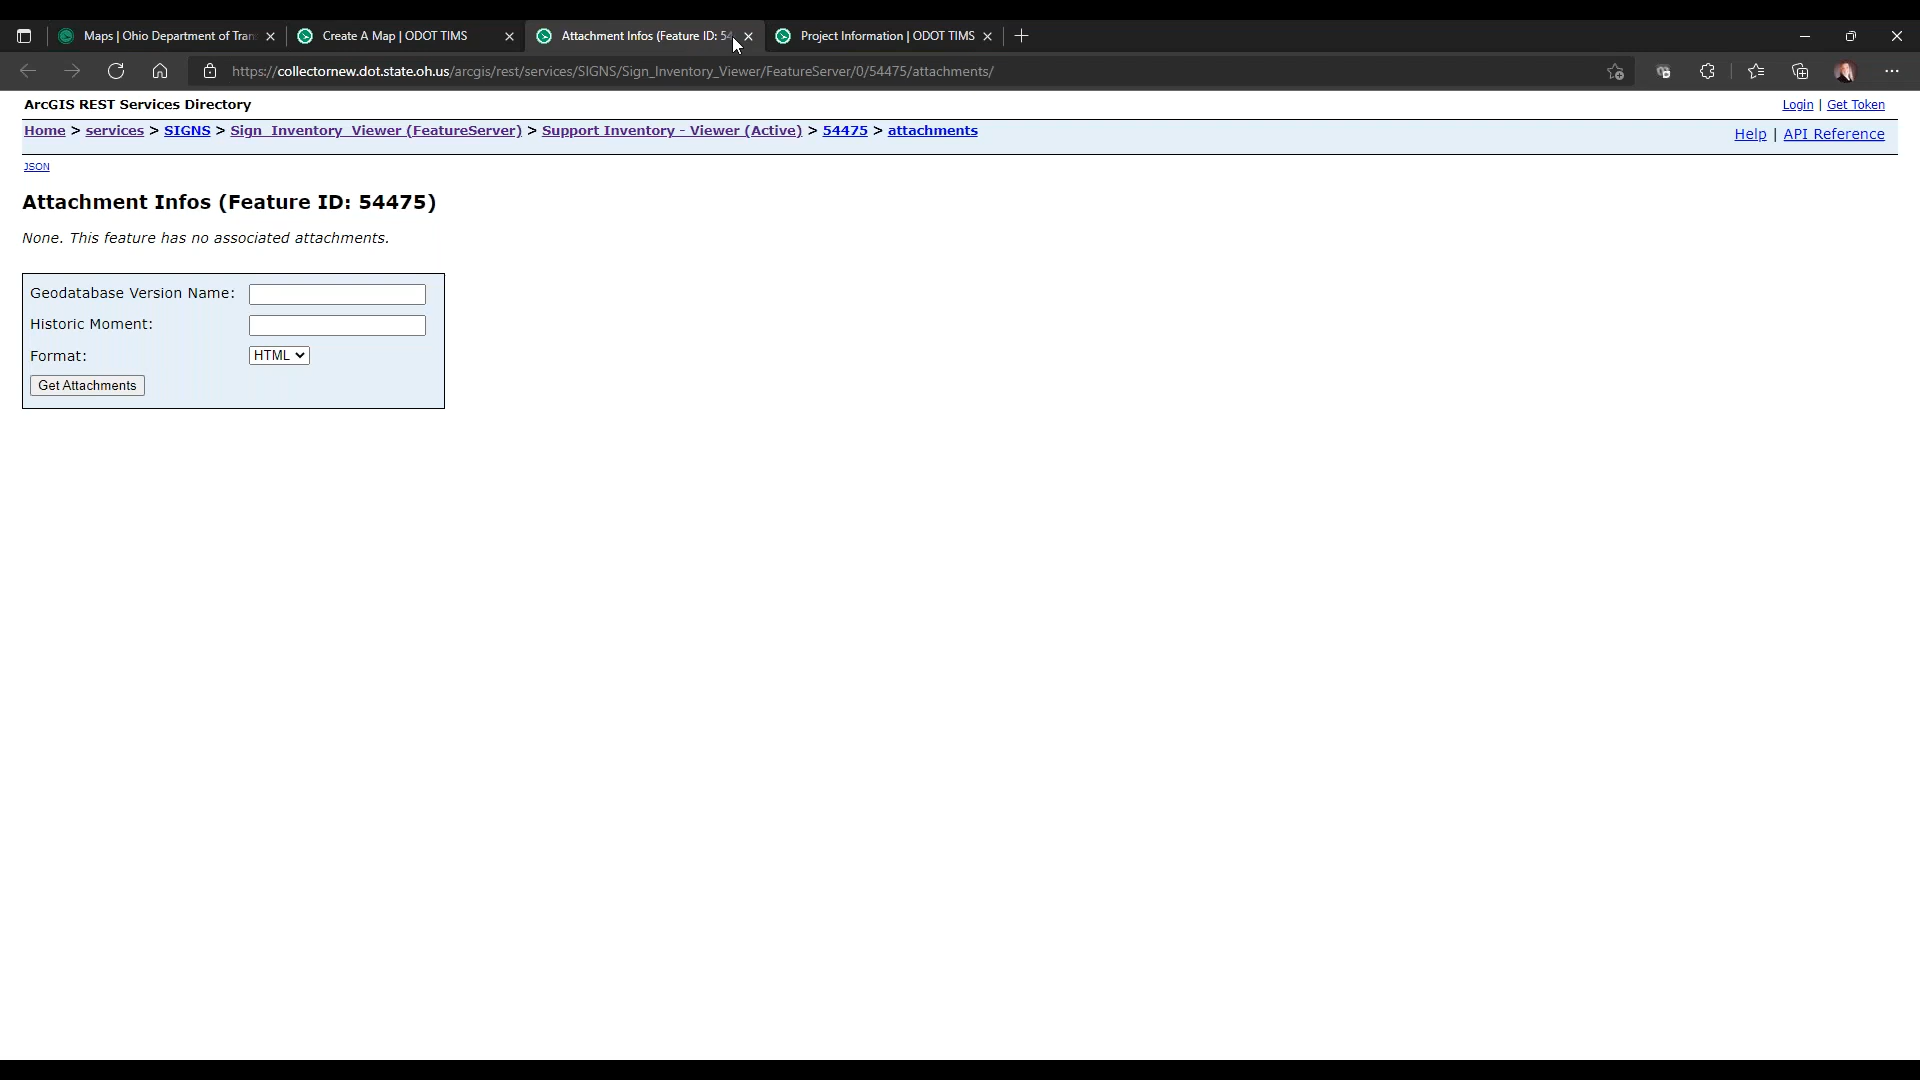 Maps | Ohio Department of Tran
Create A Map | ODOT TIMS
Attachment Infos (Feature ID: 54
Project Information | ODOT TIMS
https://collectornew.dot.state.oh.us/arcgis/rest/services/SIGNS/Sign_Inventory_Viewer/FeatureServer/0/54475/attachments/
ArcGIS REST Services Directory
Login | Get Token
Home > services > SIGNS > Sign_Inventory_Viewer (FeatureServer) > Support Inventory - Viewer (Active) > 54475 > attachments
Help | API Reference
JSON
Attachment Infos (Feature ID: 54475)
None. This feature has no associated attachments.
Geodatabase Version Name:
Historic Moment:
Format: HTML
Get Attachments